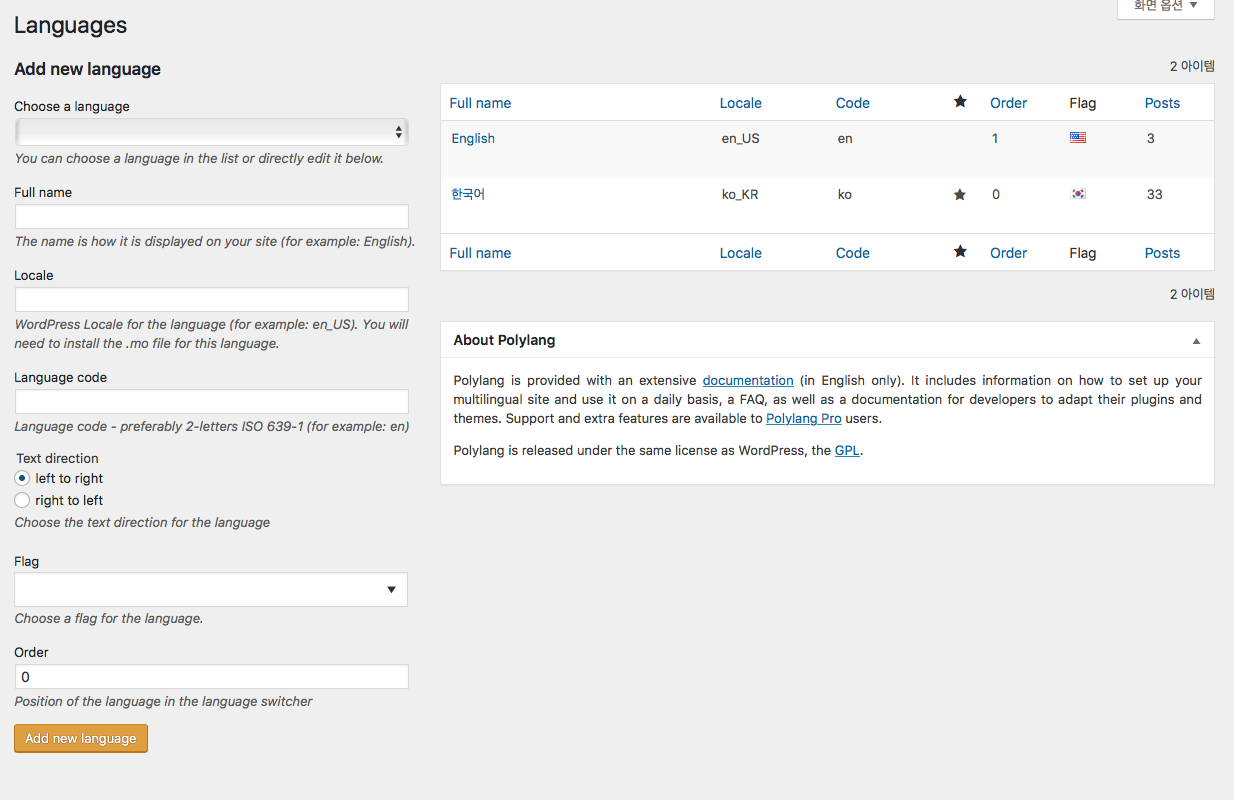 화면 옵션 ▼
Languages
Add new language
Choose a language
You can choose a language in the list or directly edit it below.
Full name
The name is how it is displayed on your site (for example: English).
Locale
WordPress Locale for the language (for example: en_US). You will
need to install the .mo file for this language.
Language code
Language code - preferably 2-letters ISO 639-1 (for example: en)
Text direction
left to right
right to left
Choose the text direction for the language
Flag
Choose a flag for the language.
Order
0
Position of the language in the language switcher
Add new language
2 아이템
Full name Locale Code ★ Order Flag Posts
English en_US en 1 3
한국어 ko_KR ko ★ 0 33
Full name Locale Code ★ Order Flag Posts
2 아이템
About Polylang
Polylang is provided with an extensive documentation (in English only). It includes information on how to set up your
multilingual site and use it on a daily basis, a FAQ, as well as a documentation for developers to adapt their plugins and
themes. Support and extra features are available to Polylang Pro users.
Polylang is released under the same license as WordPress, the GPL.